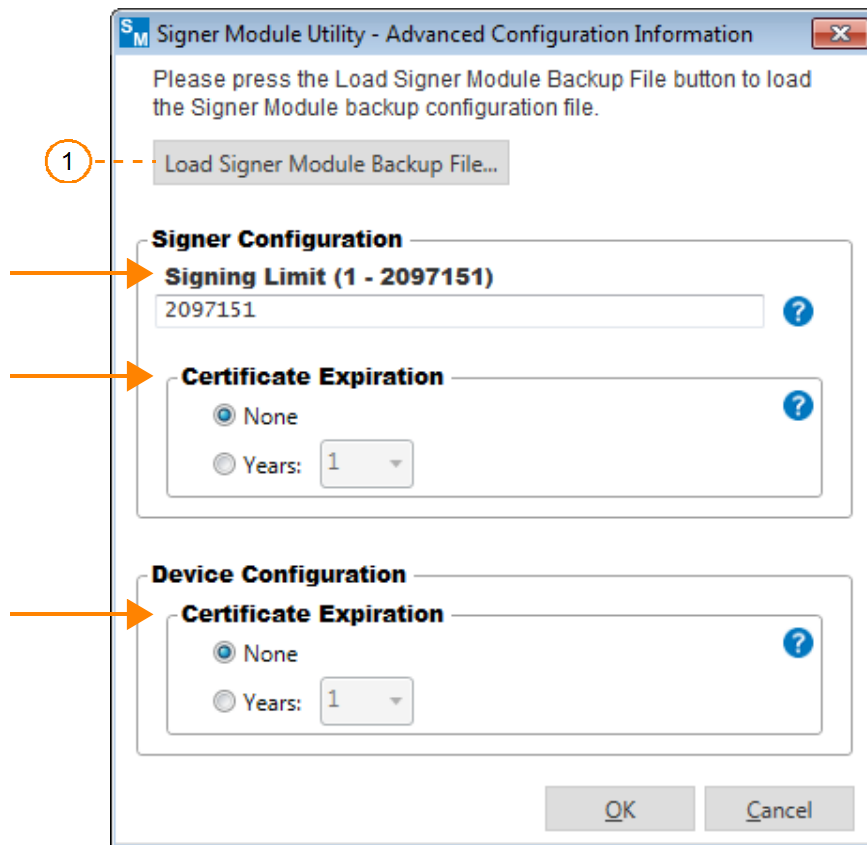 SM Signer Module Utility - Advanced Configuration Information
Please press the Load Signer Module Backup File button to load
the Signer Module backup configuration file.
1 Load Signer Module Backup File...
Signer Configuration
Signing Limit (1 - 2097151)
2097151 ?
Certificate Expiration
?
None
Years: 1
Device Configuration
Certificate Expiration
?
None
Years: 1
OK Cancel